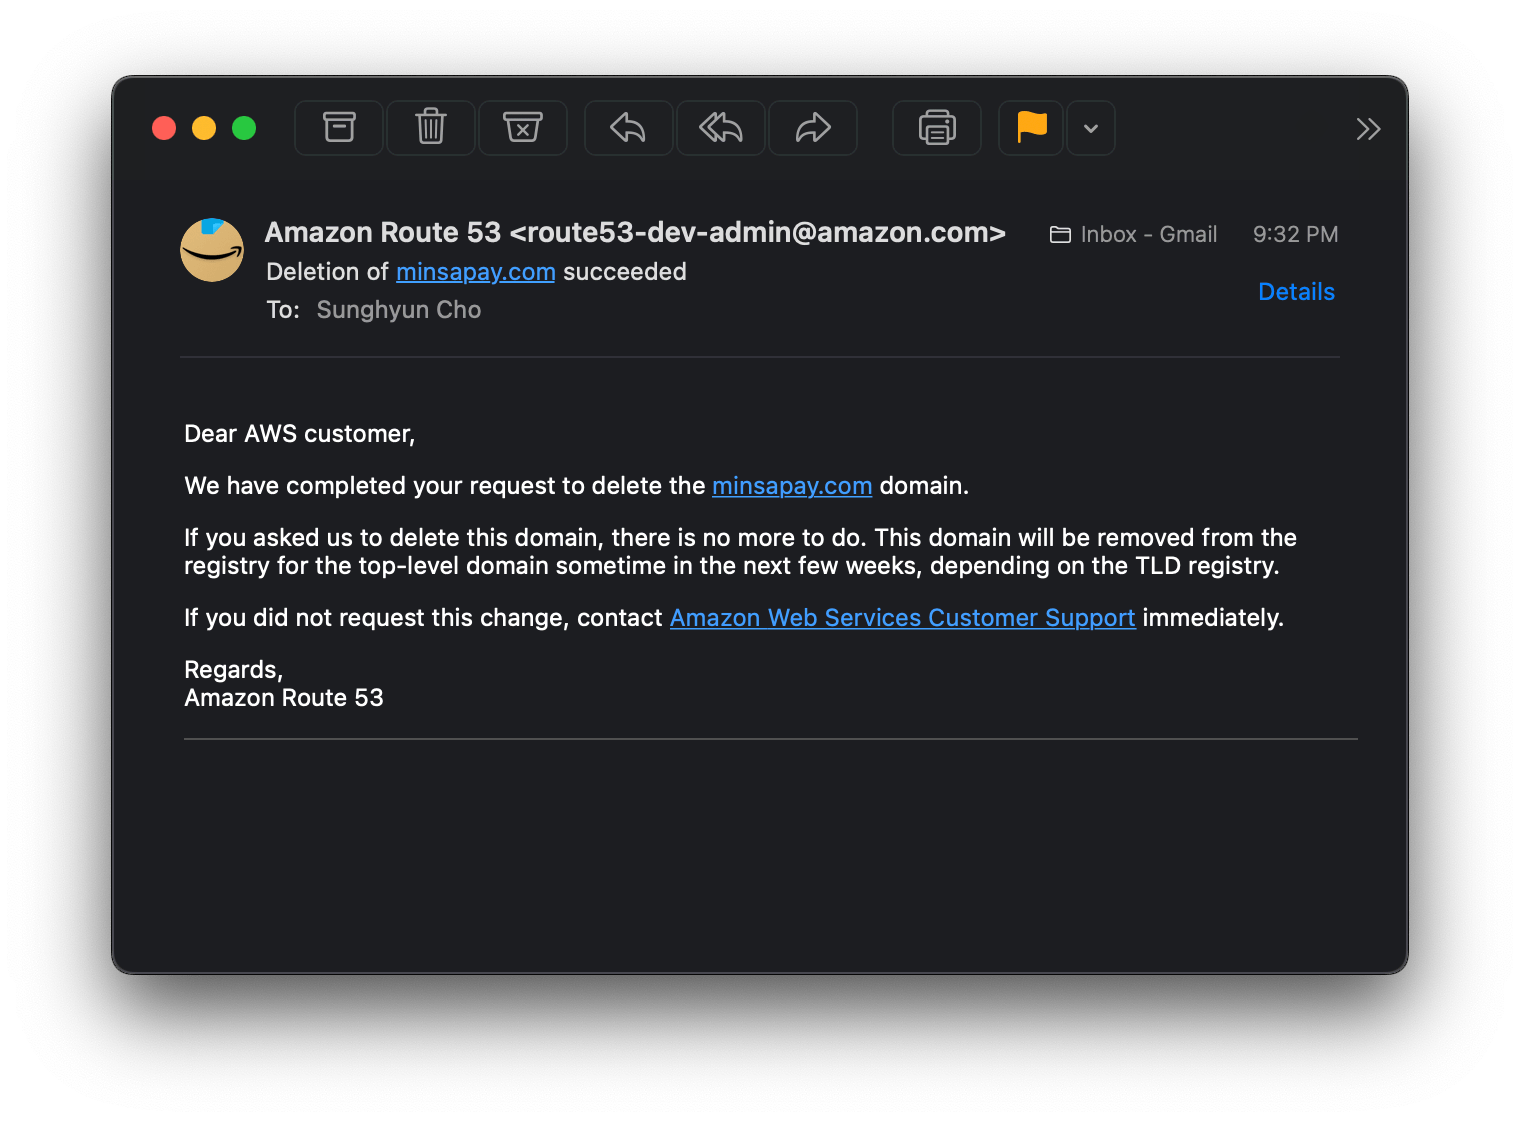 Amazon Route 53 <route53-dev-admin@amazon.com>
Inbox - Gmail
9:32 PM
Deletion of minsapay.com succeeded
Details
To: Sunghyun Cho
Dear AWS customer,
We have completed your request to delete the minsapay.com domain.
If you asked us to delete this domain, there is no more to do. This domain will be removed from the
registry for the top-level domain sometime in the next few weeks, depending on the TLD registry.
If you did not request this change, contact Amazon Web Services Customer Support immediately.
Regards,
Amazon Route 53